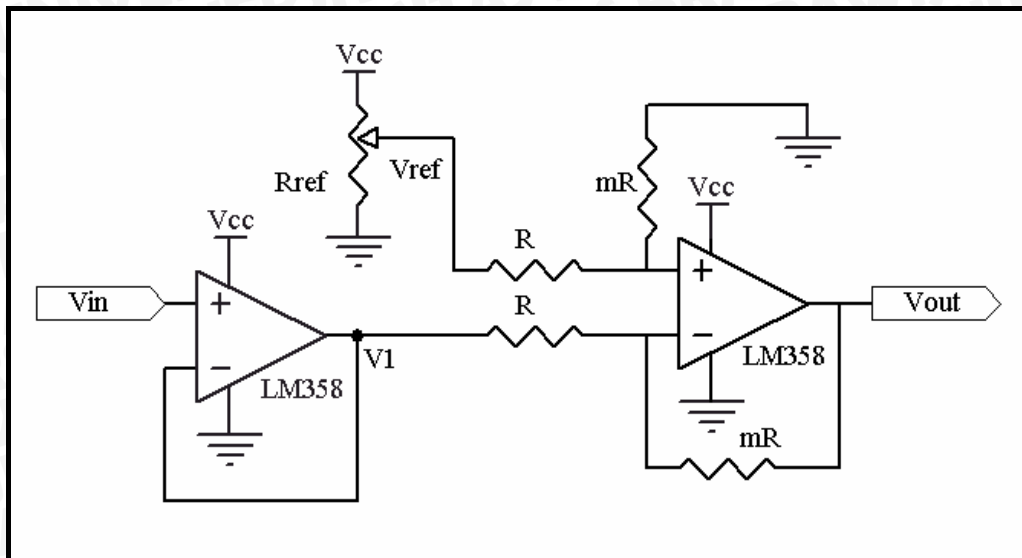 Vcc
Rref
Vref
mR
Vcc
Vcc
R
Vin
+
−
LM358
V1
R
+
−
LM358
Vout
mR